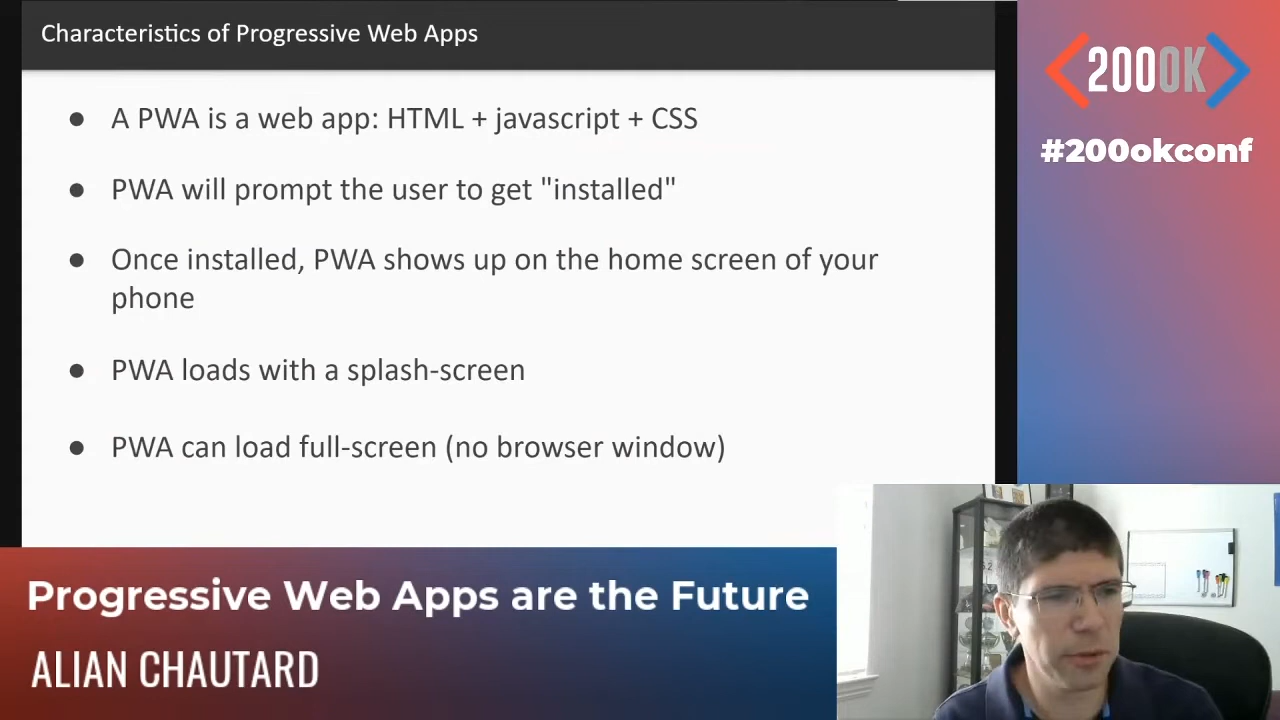 Characteristics of Progressive Web Apps
● A PWA is a web app: HTML + javascript + CSS
● PWA will prompt the user to get "installed"
● Once installed, PWA shows up on the home screen of your
phone
● PWA loads with a splash-screen
● PWA can load full-screen (no browser window)
<200OK>
#200okconf
Progressive Web Apps are the Future
ALIAN CHAUTARD